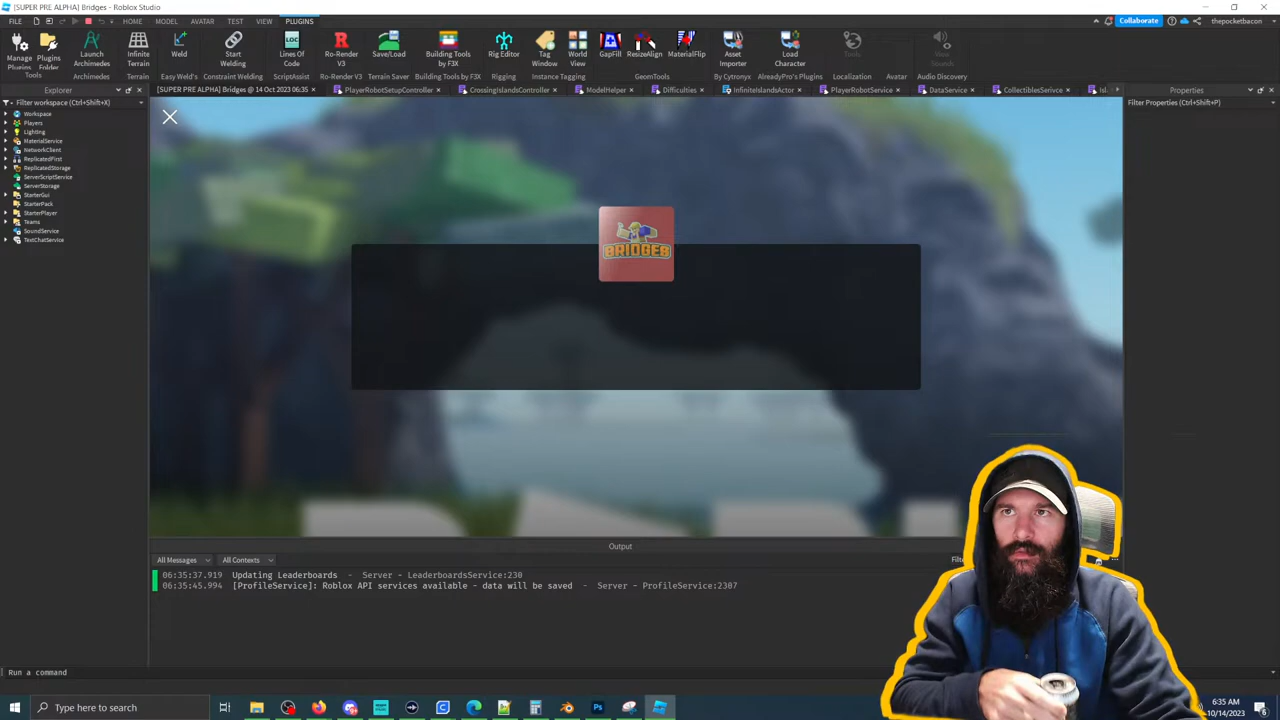 [SUPER PRE ALPHA] Bridges - Roblox Studio
FILE HOME MODEL AVATAR TEST VIEW PLUGINS Collaborate thepocketbacon
Manage Plugins Plugins Folder Launch Archimedes Infinite Terrain Weld Start Welding Lines Of Code Ro-Render V3 Save/Load Building Tools by F3X Rig Editor Tag Window World View GapFill ResizeAlign MaterialFlip Asset Importer Load Character Tools
Tools Archimedes Terrain Easy Weld's Constraint Welding ScriptAssist Ro-Render V3 Terrain Saver Building Tools by F3X Rigging Instance Tagging GeomTools By Cytronyx AlreadyPro's Plugins Localization Avatar Audio Discovery
Explorer [SUPER PRE ALPHA] Bridges @ 14 Oct 2023 06:35 PlayerRobotSetupController CrossingIslandsController ModelHelper Difficulties InfiniteIslandsActor PlayerRobotService DataService CollectiblesSerivce Properties
Filter workspace (Ctrl+Shift+X) Filter Properties (Ctrl+Shift+P)
Workspace
Players
Lighting
MaterialService
NetworkClient
ReplicatedFirst
ReplicatedStorage
ServerScriptService
ServerStorage
StarterGui
StarterPack
StarterPlayer
Teams
SoundService
TextChatService
BRIDGES
Output
All Messages All Contexts
06:35:37.919 Updating Leaderboards - Server - LeaderboardsService:230
06:35:45.994 [ProfileService]: Roblox API services available - data will be saved - Server - ProfileService:2307
Run a command
Type here to search
6:35 AM
10/14/2023
6